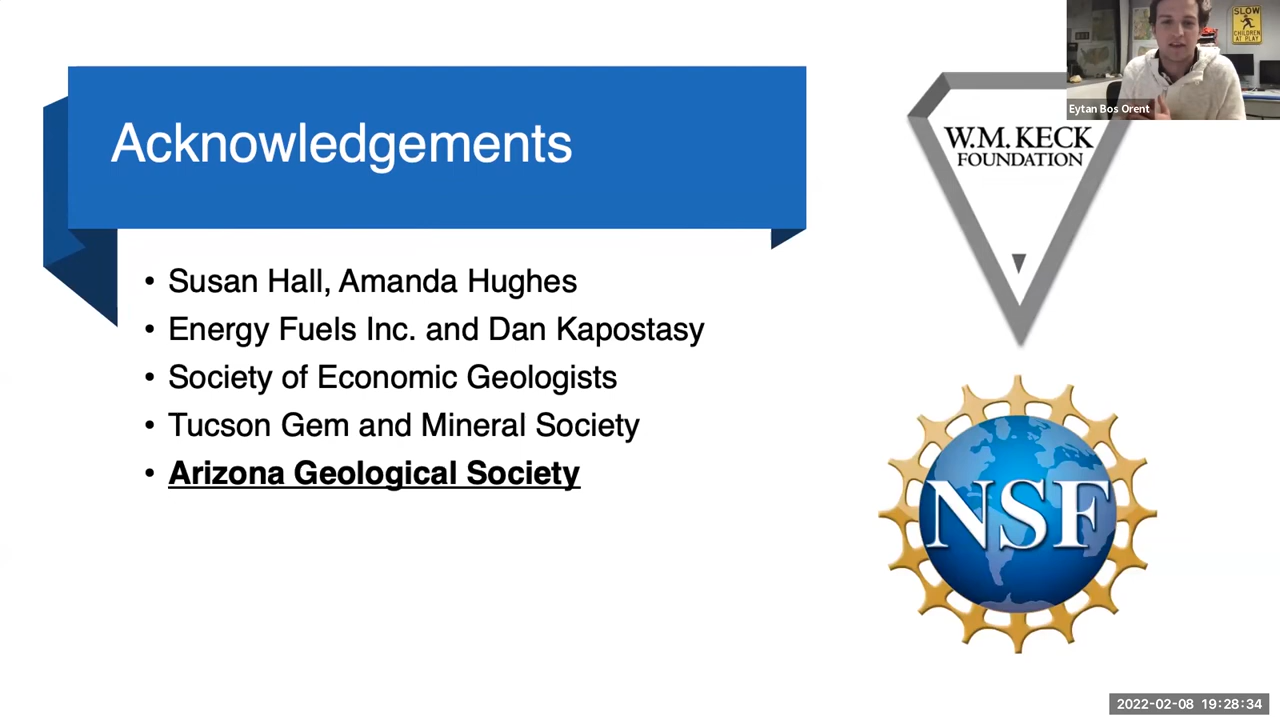 SLOW
CHILDREN
AT PLAY
Eytan Bos Orent
Acknowledgements
W.M. KECK
FOUNDATION
• Susan Hall, Amanda Hughes
• Energy Fuels Inc. and Dan Kapostasy
• Society of Economic Geologists
• Tucson Gem and Mineral Society
• Arizona Geological Society
NSF
2022-02-08 19:28:34